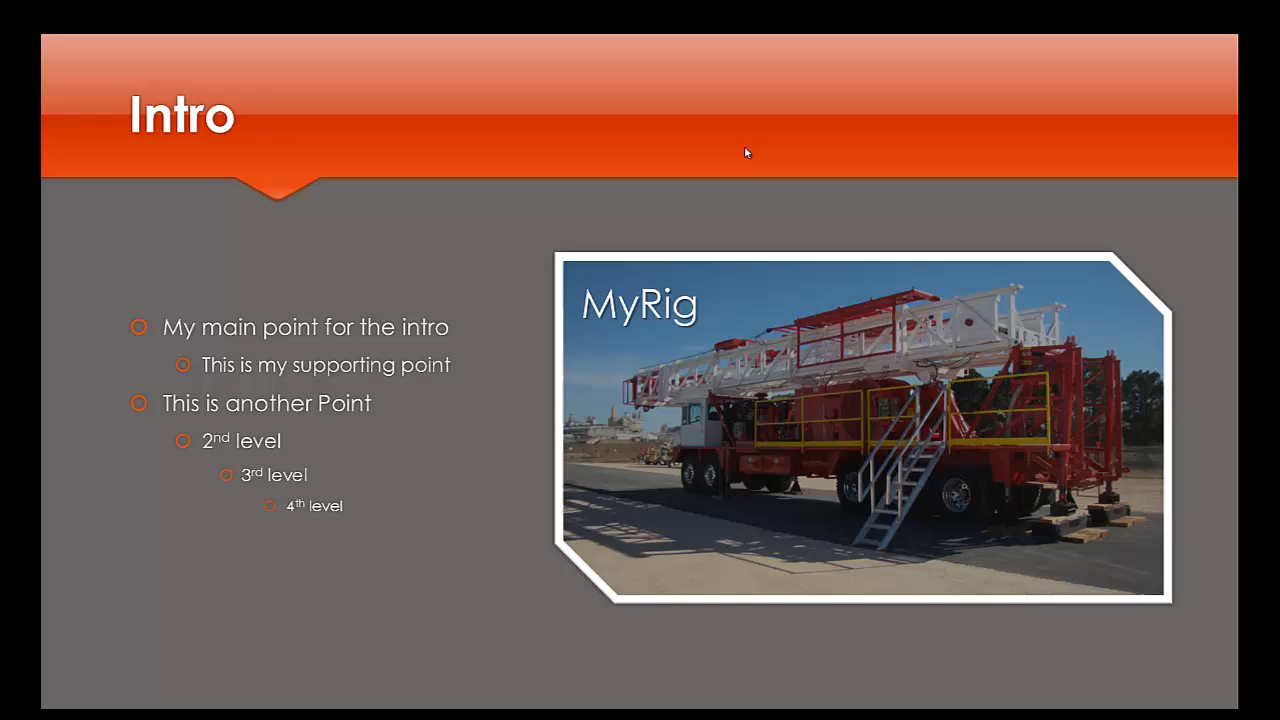 Intro
My main point for the intro
This is my supporting point
This is another Point
2nd level
3rd level
4th level
MyRig